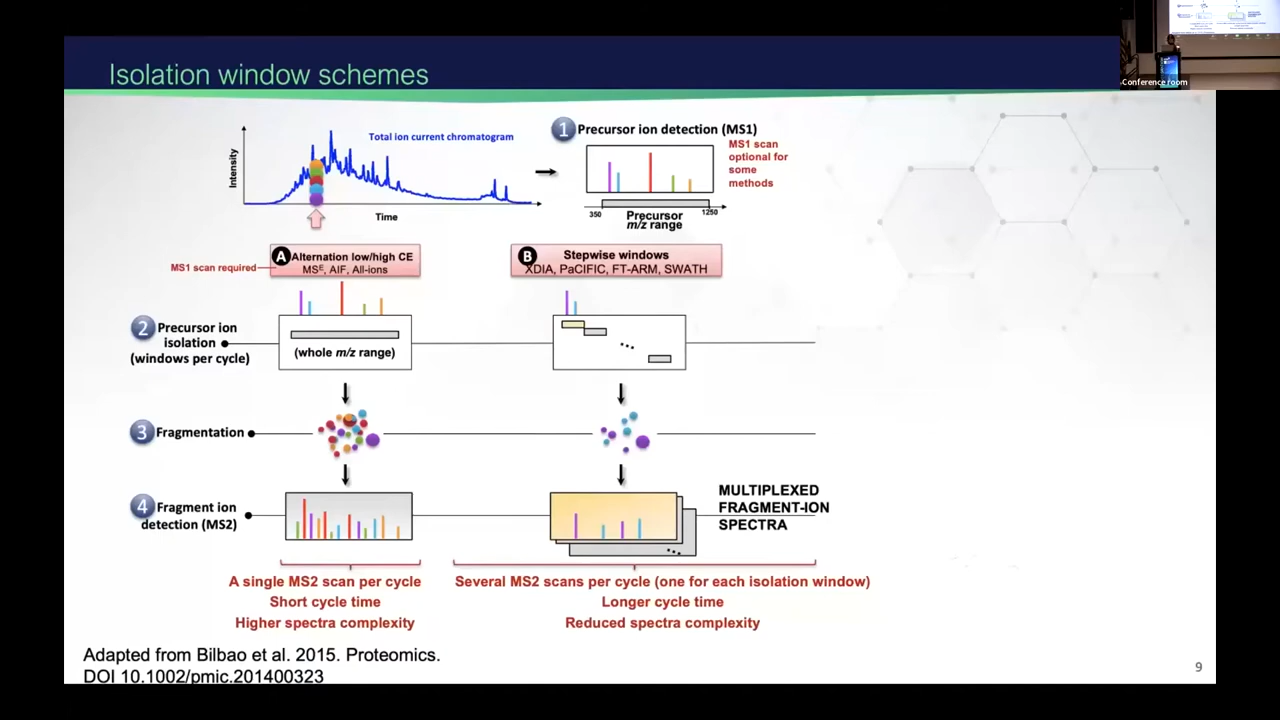 Isolation window schemes
Conference room
Total ion current chromatogram
Intensity
Time
1 Precursor ion detection (MS1)
MS1 scan
optional for
some
methods
350
1250
Precursor
m/z range
MS1 scan required
A Alternation low/high CE
MSᴱ, AIF, All-ions
B Stepwise windows
XDIA, PaCIFIC, FT-ARM, SWATH
2 Precursor ion
isolation
(windows per cycle)
(whole m/z range)
3 Fragmentation
4 Fragment ion
detection (MS2)
MULTIPLEXED
FRAGMENT-ION
SPECTRA
A single MS2 scan per cycle
Short cycle time
Higher spectra complexity
Several MS2 scans per cycle (one for each isolation window)
Longer cycle time
Reduced spectra complexity
Adapted from Bilbao et al. 2015. Proteomics.
DOI 10.1002/pmic.201400323
9